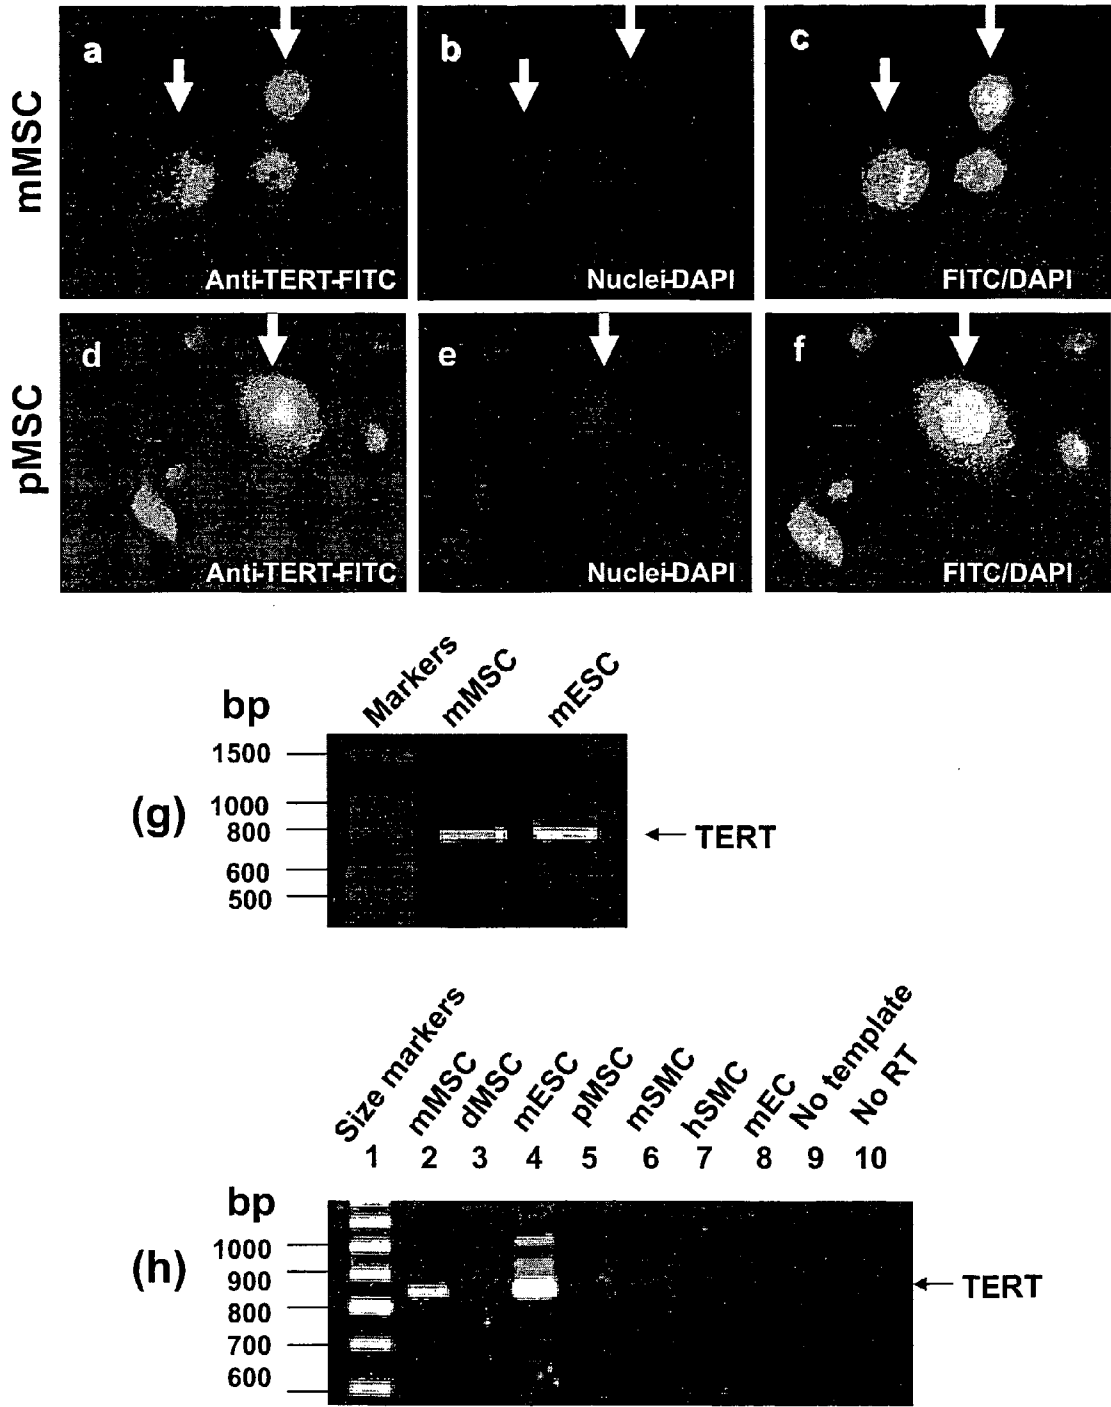 mMSC
a
Anti-TERT-FITC
b
Nuclei-DAPI
c
FITC/DAPI
pMSC
d
Anti-TERT-FITC
e
Nuclei-DAPI
f
FITC/DAPI
(g)
bp
Markers
mMSC
mESC
1500
1000
800
600
500
TERT
(h)
bp
Size markers
mMSC
dMSC
mESC
pMSC
mSMC
hSMC
mEC
No template
No RT
1 2 3 4 5 6 7 8 9 10
1000
900
800
700
600
TERT